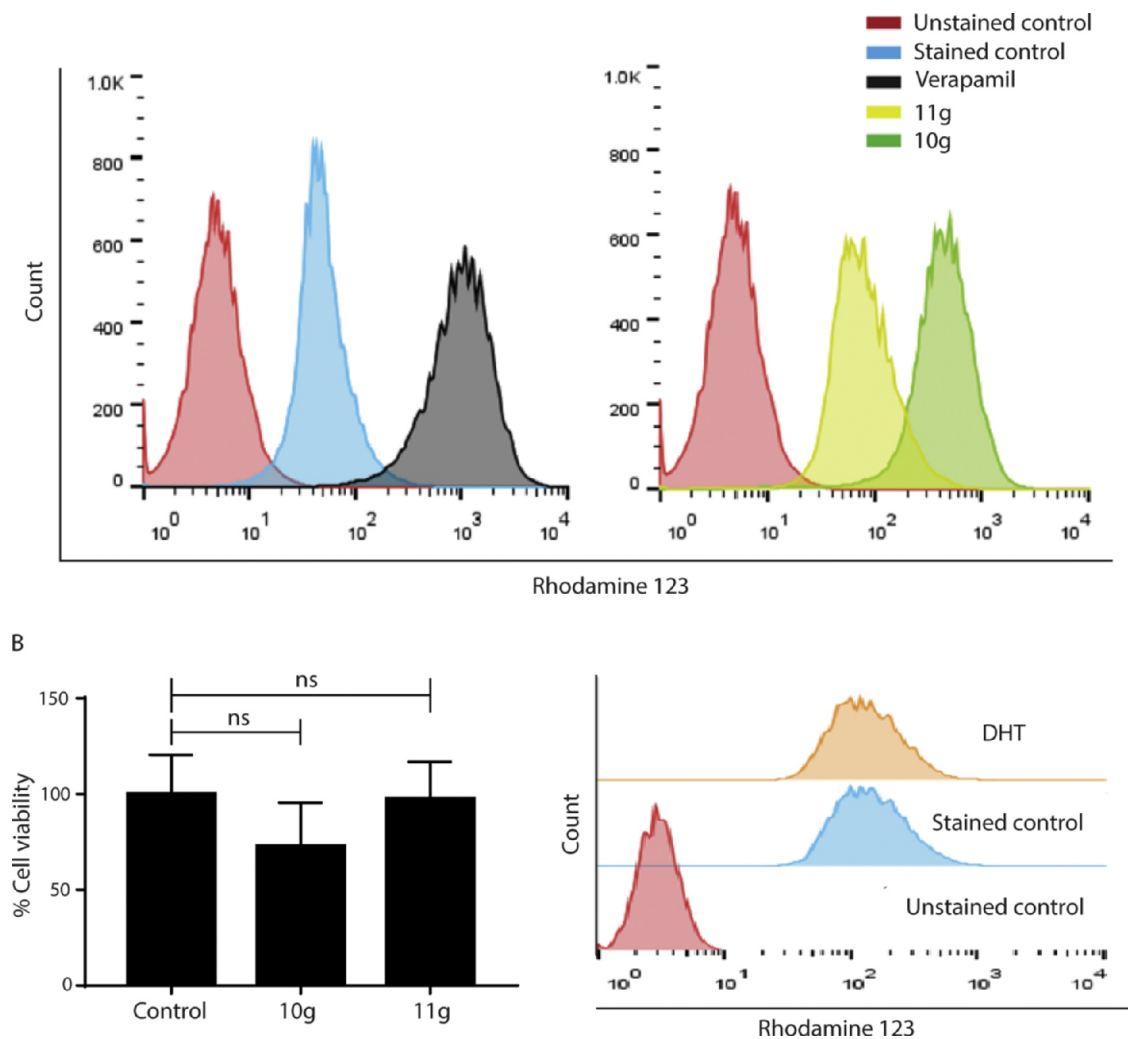 Unstained control
Stained control
Verapamil
11g
10g
1.0K
800
600
400
200
0
Count
10^0 10^1 10^2 10^3 10^4
1.0K
800
600
400
200
0
10^0 10^1 10^2 10^3 10^4
Rhodamine 123
B
ns
ns
150
100
50
0
% Cell viability
Control 10g 11g
DHT
Stained control
Unstained control
Count
10^0 10^1 10^2 10^3 10^4
Rhodamine 123